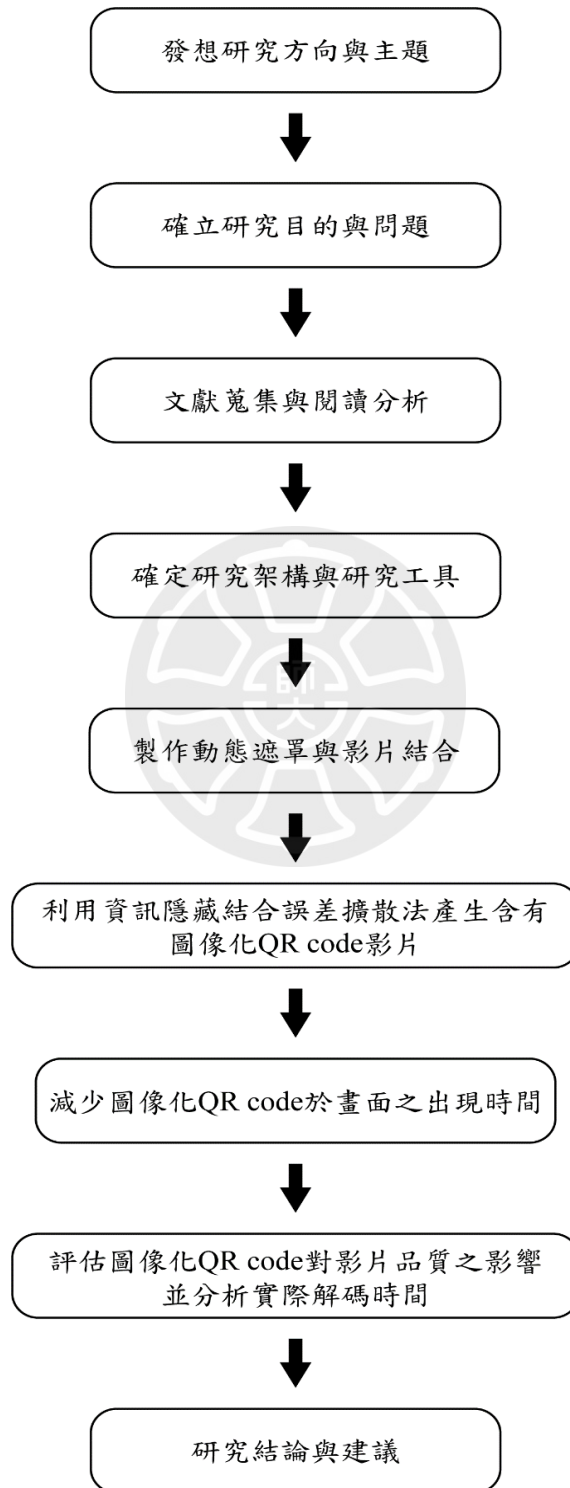 發想研究方向與主題
確立研究目的與問題
文獻蒐集與閱讀分析
確定研究架構與研究工具
師大
製作動態遮罩與影片結合
利用資訊隱藏結合誤差擴散法產生含有
圖像化QR code影片
減少圖像化QR code於畫面之出現時間
評估圖像化QR code對影片品質之影響
並分析實際解碼時間
研究結論與建議